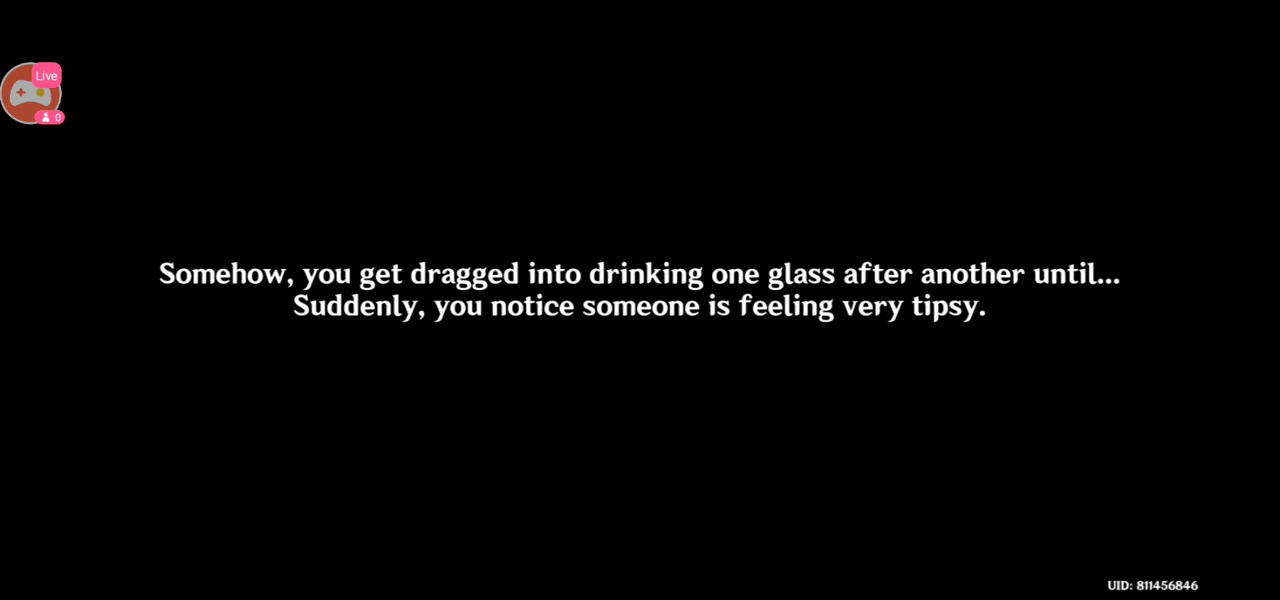 Live
0
Somehow, you get dragged into drinking one glass after another until...
Suddenly, you notice someone is feeling very tipsy.
UID: 811456846